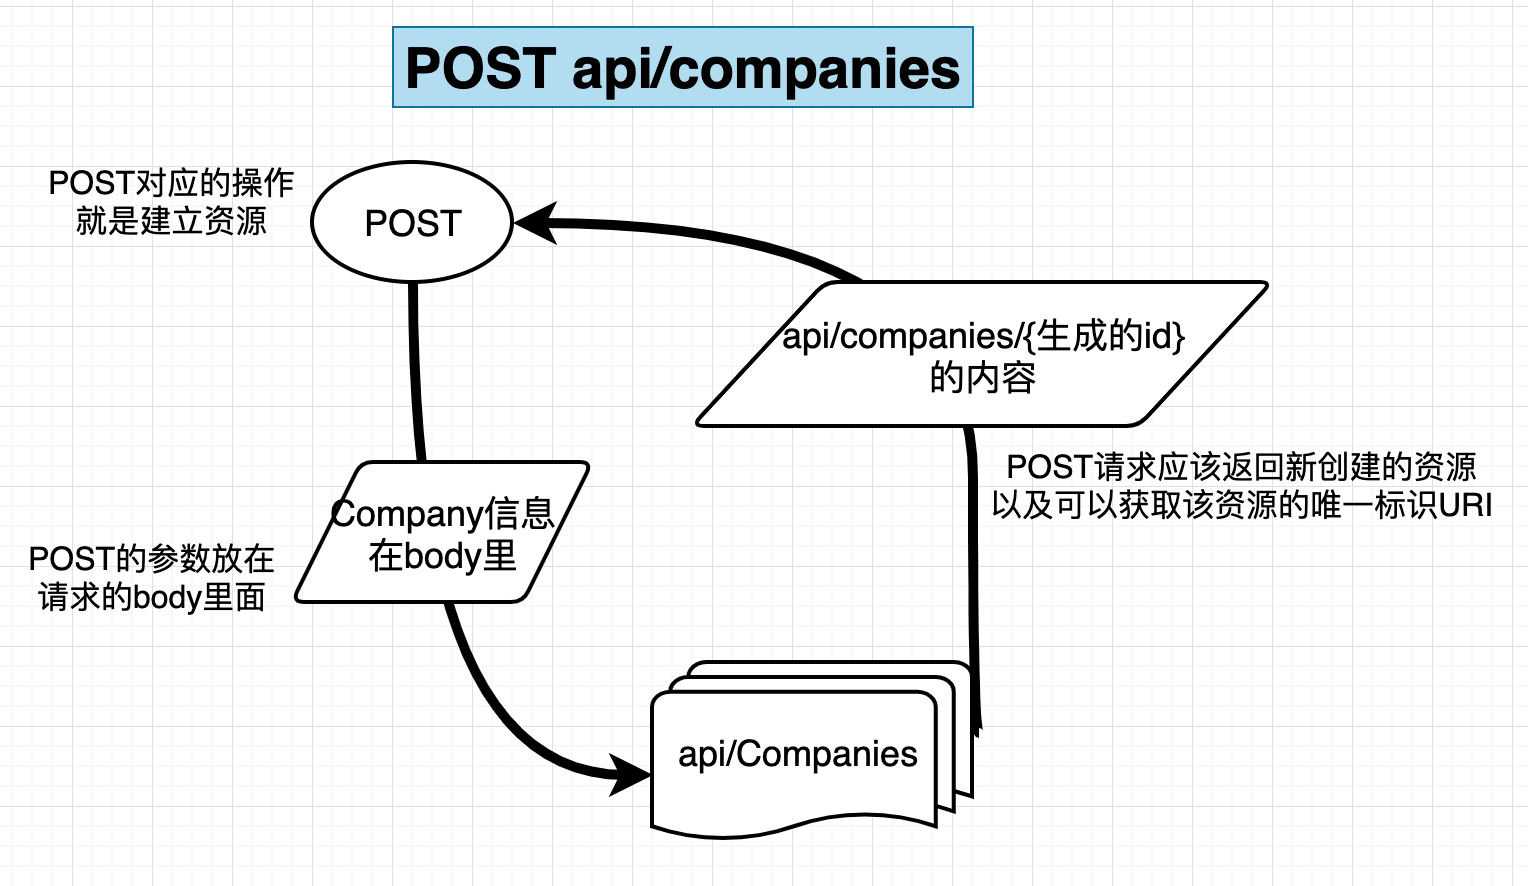 POST api/companies
POST对应的操作
就是建立资源
POST
api/companies/{生成的id}
的内容
POST请求应该返回新创建的资源
以及可以获取该资源的唯一标识URI
Company信息
在body里
POST的参数放在
请求的body里面
api/Companies